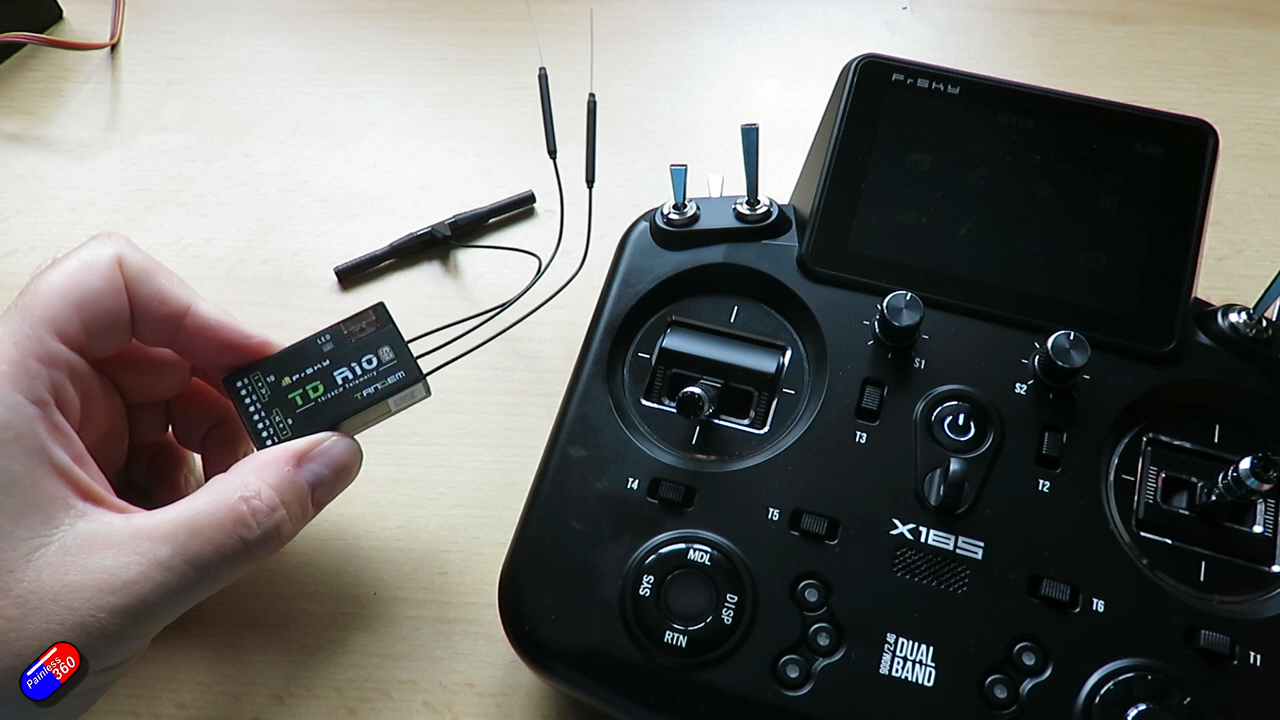 FrSKY
LED
FrSKY
TD R10
TANDEM
10
S1
S2
T3
T2
T4
T5
X18S
MDL
SYS
DISP
RTN
T6
T1
900M/2.4G
DUAL
BAND
Painless
360